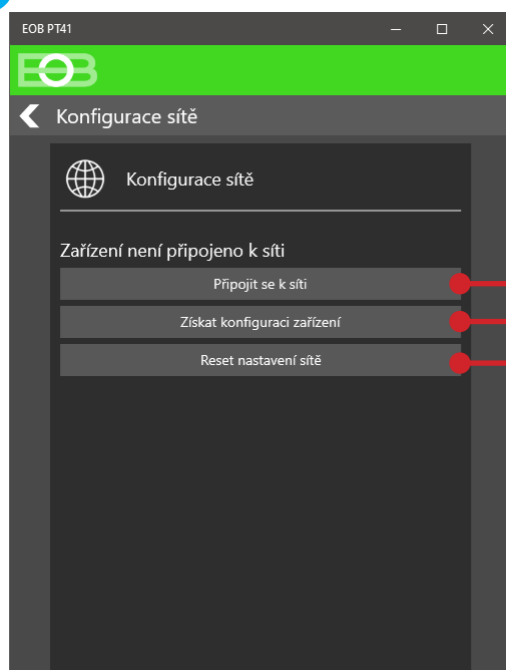 EOB PT41
EOB
Konfigurace sítě
Konfigurace sítě
Zařízení není připojeno k síti
Připojit se k síti
Získat konfiguraci zařízení
Reset nastavení sítě